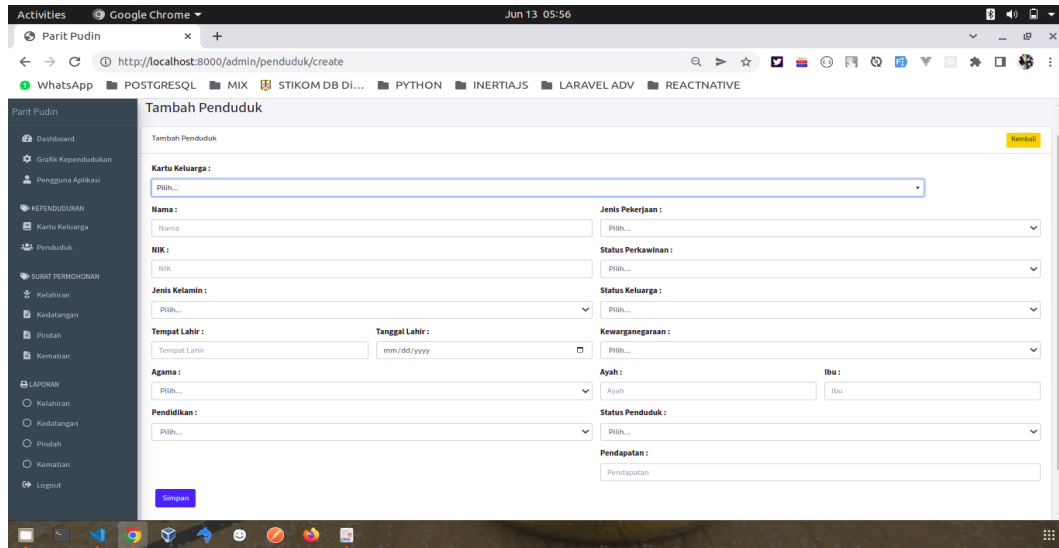 Activities Google Chrome Jun 13 05:56
Parit Pudin
http://localhost:8000/admin/penduduk/create
WhatsApp POSTGRESQL MIX STIKOM DB Di... PYTHON INERTIAJS LARAVEL ADV REACTNATIVE
Parit Pudin
Dashboard
Grafik Kependudukan
Pengguna Aplikasi
KEPENDUDUKAN
Kartu Keluarga
Penduduk
SURAT PERMOHONAN
Kelahiran
Kedatangan
Pindah
Kematian
LAPORAN
Kelahiran
Kedatangan
Pindah
Kematian
Logout
Tambah Penduduk
Tambah Penduduk Kembali
Kartu Keluarga :
Pilih...
Nama : Jenis Pekerjaan :
Nama Pilih...
NIK : Status Perkawinan :
NIK Pilih...
Jenis Kelamin : Status Keluarga :
Pilih... Pilih...
Tempat Lahir : Tanggal Lahir : Kewarganegaraan :
Tempat Lahir mm/dd/yyyy Pilih...
Agama : Ayah : Ibu :
Pilih... Ayah Ibu
Pendidikan : Status Penduduk :
Pilih... Pilih...
Pendapatan :
Pendapatan
Simpan